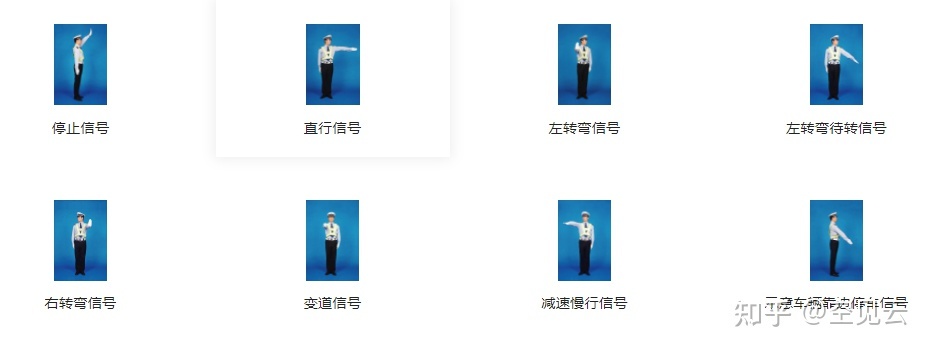 停止信号
直行信号
左转弯信号
左转弯待转信号
右转弯信号
变道信号
减速慢行信号
示意车辆靠边停车信号
知乎 @全见云